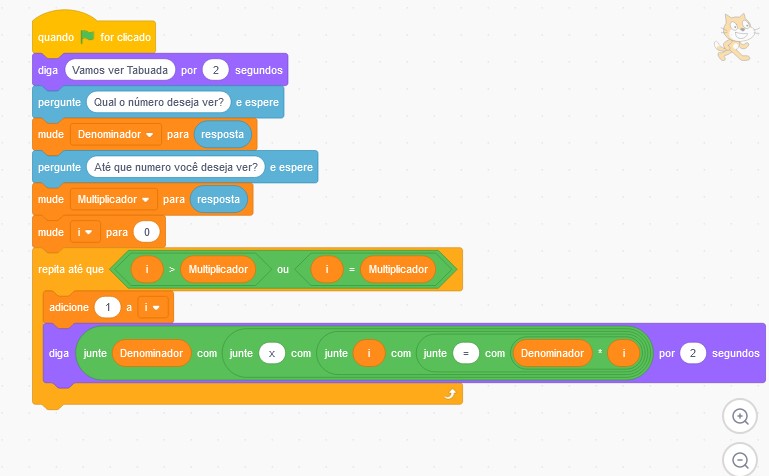 quando for clicado
diga Vamos ver Tabuada por 2 segundos
pergunte Qual o número deseja ver? e espere
mude Denominador para resposta
pergunte Até que numero você deseja ver? e espere
mude Multiplicador para resposta
mude i para 0
repita até que i > Multiplicador ou i = Multiplicador
adicione 1 a i
diga junte Denominador com junte x com junte i com junte = com Denominador * i por 2 segundos